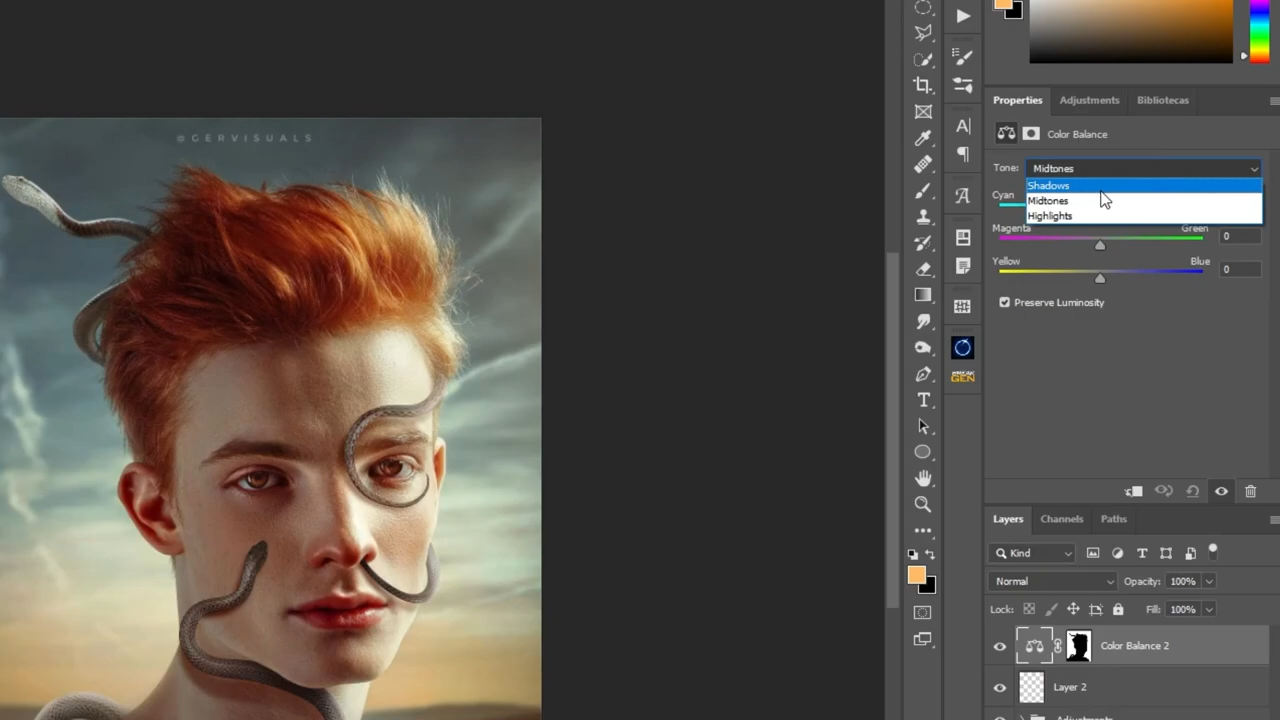 Properties Adjustments Bibliotecas
Color Balance
©GERVISUALS
Tone: Midtones
Shadows
Cyan
Midtones
Highlights
Magenta Green
0
Yellow Blue
0
Preserve Luminosity
GEN
Layers Channels Paths
Kind
Normal Opacity: 100%
Lock: Fill: 100%
Color Balance 2
Layer 2
Adjustments